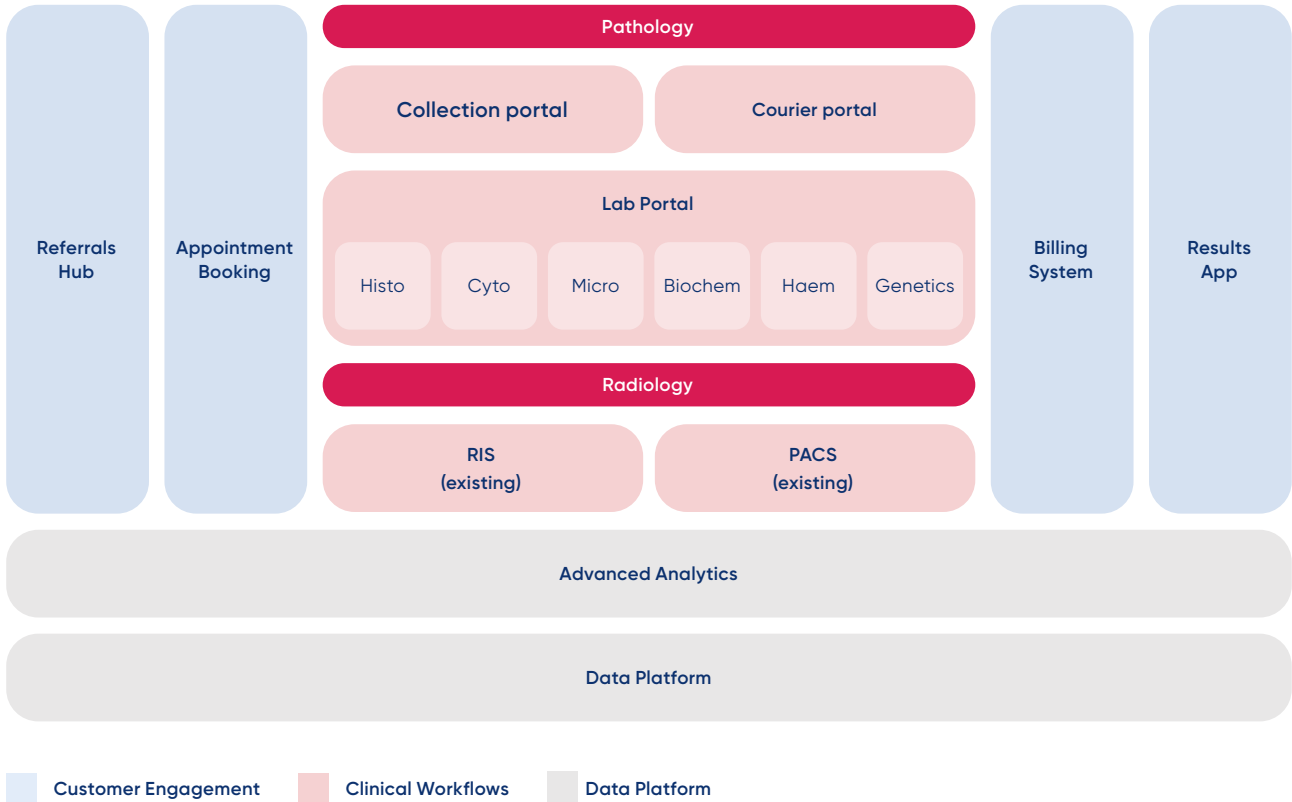 Pathology
Collection portal
Courier portal
Lab Portal
Referrals
Hub
Appointment
Booking
Histo
Cyto
Micro
Biochem
Haem
Genetics
Billing
System
Results
App
Radiology
RIS
(existing)
PACS
(existing)
Advanced Analytics
Data Platform
Customer Engagement
Clinical Workflows
Data Platform